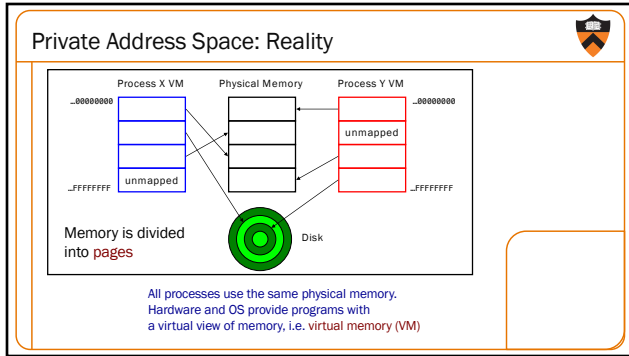 Private Address Space: Reality
Process X VM
Physical Memory
Process Y VM
…00000000
…00000000
unmapped
unmapped
…FFFFFFFF
…FFFFFFFF
Memory is divided
into pages
Disk
All processes use the same physical memory.
Hardware and OS provide programs with
a virtual view of memory, i.e. virtual memory (VM)